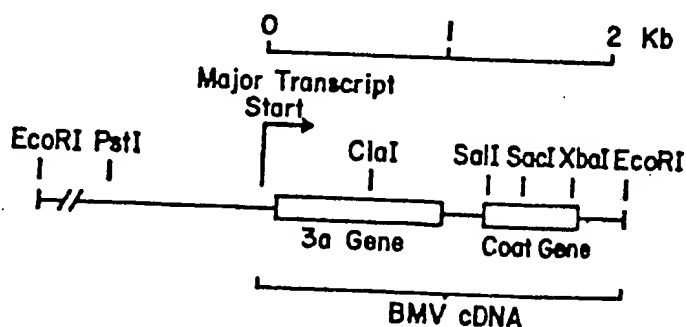 0 1 2 Kb
Major Transcript
Start
EcoRI PstI ClaI SalI SacI XbaI EcoRI
3a Gene Coat Gene
BMV cDNA